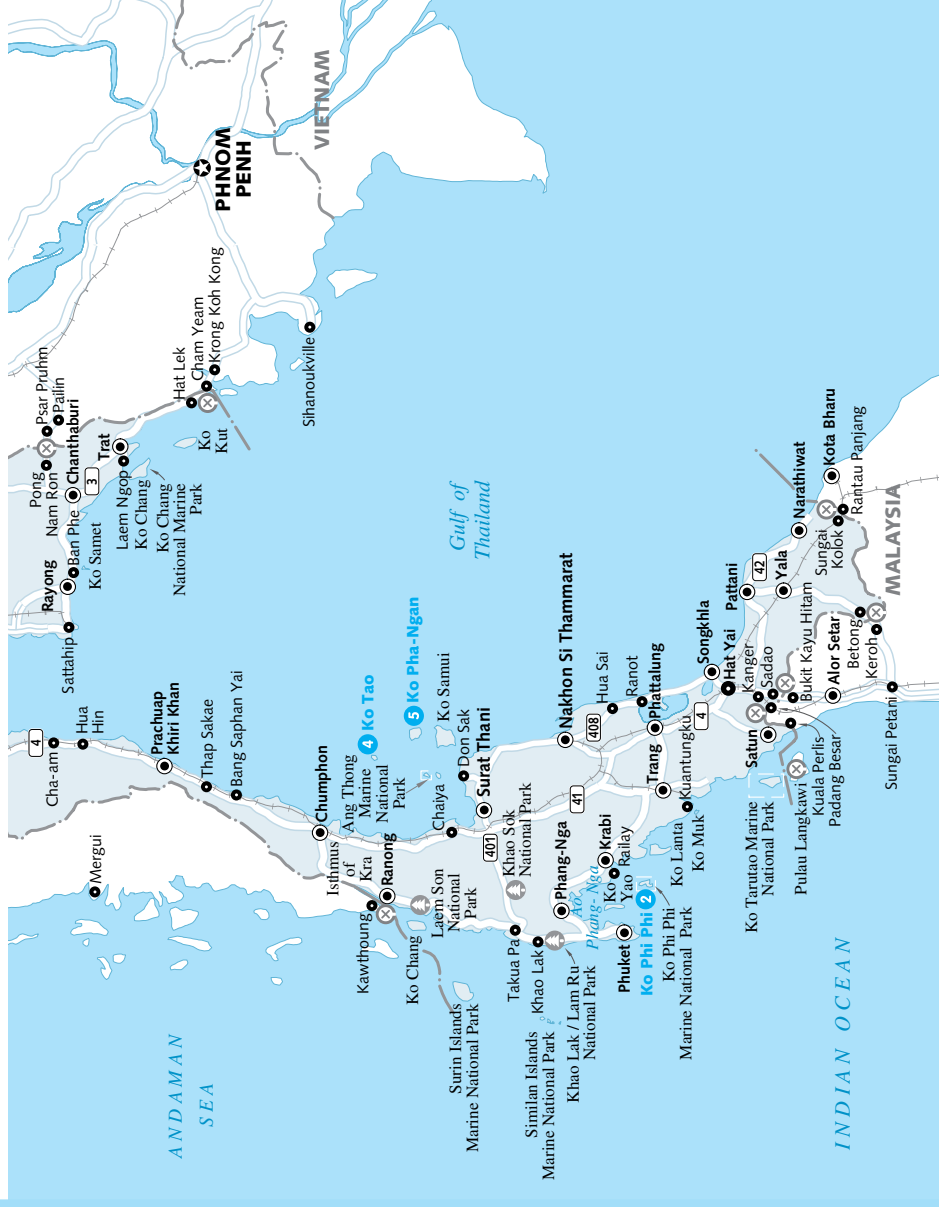 VIETNAM
PHNOM
PENH
Psar Pruhm
Pailin
Pong
Nam Ron
Chanthaburi
3
Trat
Hat Lek
Cham Yeam
Krong Koh Kong
Ko
Kut
Sihanoukville
Rayong
Ban Phe
Ko Samet
Laem Ngop
Ko Chang
Ko Chang
National Marine
Park
Sattahip
4
Cha-am
Hua
Hin
Prachuap
Khiri Khan
Thap Sakae
Bang Saphan Yai
Mergui
Gulf of
Thailand
Chumphon
Isthmus
of
Kra
Ang Thong
Marine
National
Park
4 Ko Tao
5 Ko Pha-Ngan
Ko Samui
Don Sak
Surat Thani
Chaiya
401
Ranong
Kawthoung
Ko Chang
Laem Son
National
Park
Khao Sok
National Park
Surin Islands
Marine National Park
Takua Pa
Khao Lak
Similan Islands
Marine National Park
Khao Lak / Lam Ru
National Park
Phang-Nga
Ao
Phang-Nga
Krabi
Railay
Ko
Yao
Phuket
Ko Phi Phi 2
Ko Phi Phi
Marine National Park
Ko Lanta
Ko Muk
41
Nakhon Si Thammarat
408
Hua Sai
Ranot
Phattalung
Trang
Kuantungku
4
Songkhla
Hat Yai
Pattani
42
Yala
Narathiwat
Kota Bharu
Rantau Panjang
Sungai
Kolok
MALAYSIA
Kanger
Sadao
Bukit Kayu Hitam
Alor Setar
Betong
Keroh
Satun
Kuala Perlis
Padang Besar
Pulau Langkawi
Ko Tarutao Marine
National Park
Sungai Petani
ANDAMAN
SEA
INDIAN OCEAN